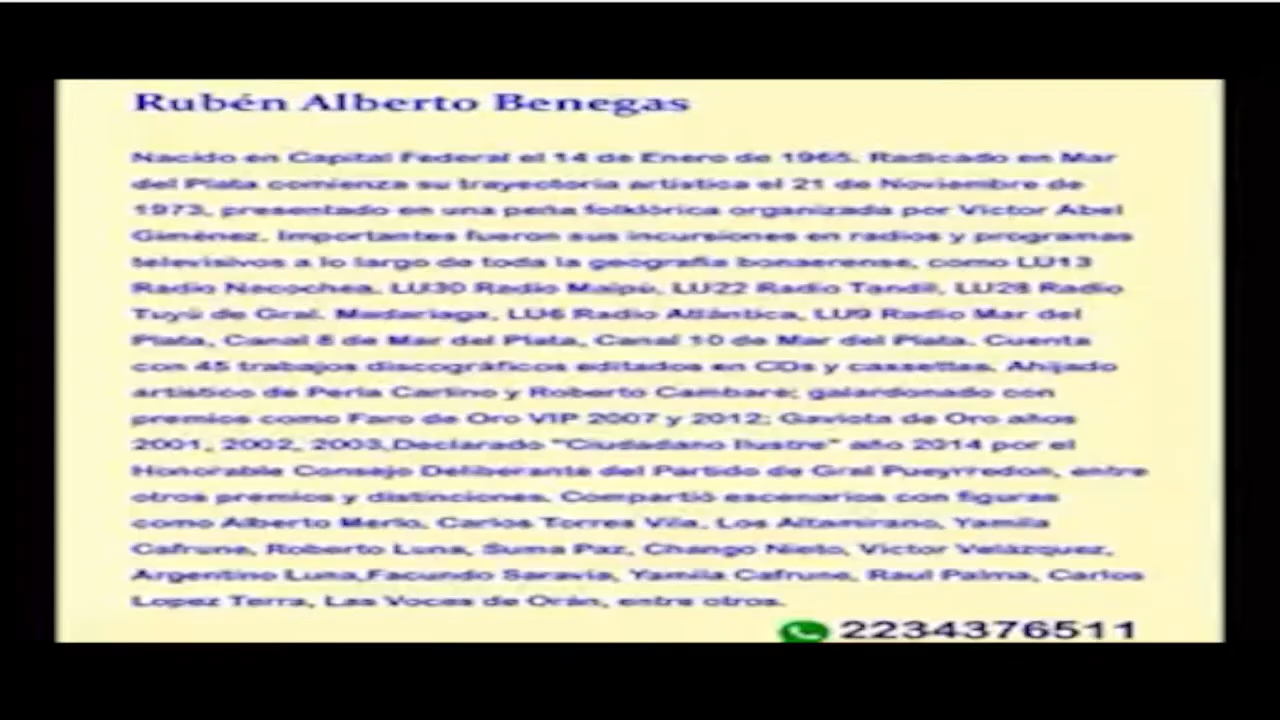 Rubén Alberto Benegas
Nacido en Capital Federal el 14 de Enero de 1965. Radicado en Mar
del Plata comienza su trayectoria artística el 21 de Noviembre de
1973, presentado en una peña folklórica organizada por Víctor Abel
Giménez. Importantes fueron sus incursiones en radios y programas
televisivos a lo largo de toda la geografía bonaerense, como LU13
Radio Necochea, LU30 Radio Maipú, LU22 Radio Tandil, LU28 Radio
Tuyú de Gral. Madariaga, LU6 Radio Atlántica, LU9 Radio Mar del
Plata, Canal 8 de Mar del Plata, Canal 10 de Mar del Plata. Cuenta
con 45 trabajos discográficos editados en CDs y cassettes. Ahijado
artístico de Perla Carlino y Roberto Cambaré; galardonado con
premios como Faro de Oro VIP 2007 y 2012; Gaviota de Oro años
2001, 2002, 2003,Declarado "Ciudadano Ilustre" año 2014 por el
Honorable Consejo Deliberante del Partido de Gral Pueyrredon, entre
otros premios y distinciones. Compartió escenarios con figuras
como Alberto Merlo, Carlos Torres Vila, Los Altamirano, Yamila
Cafrune, Roberto Luna, Suma Paz, Chango Nieto, Víctor Velázquez,
Argentino Luna,Facundo Saravia, Yamila Cafrune, Raul Palma, Carlos
Lopez Terra, Las Voces de Orán, entre otros.
2234376511